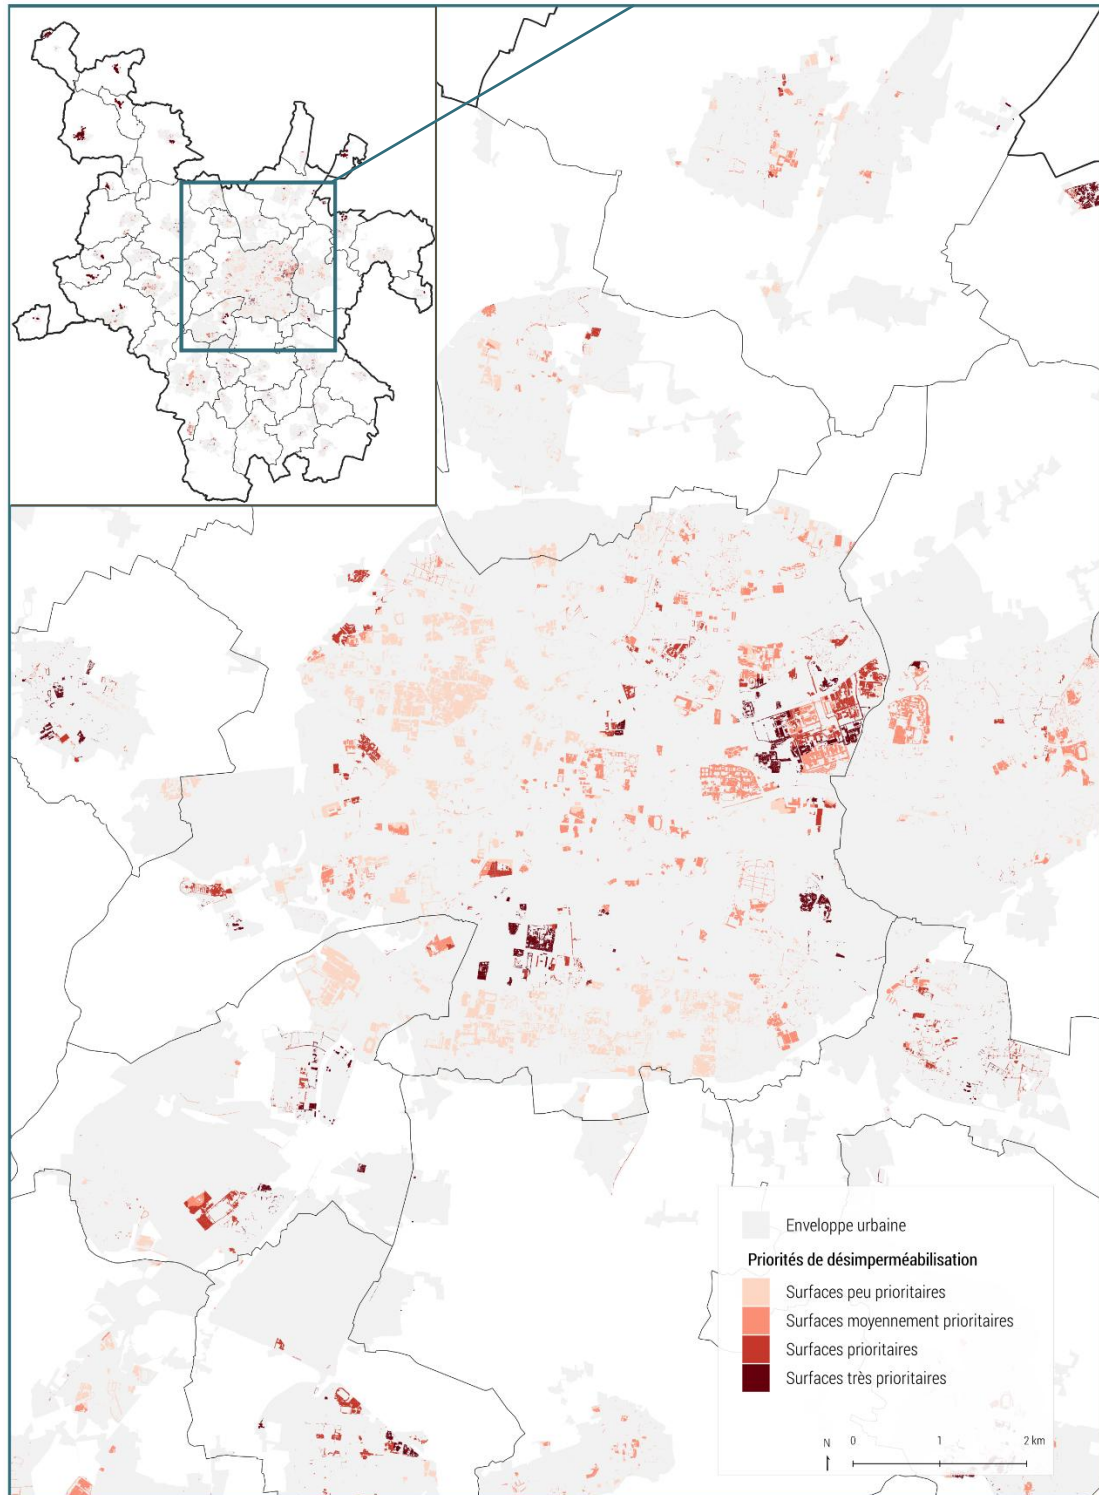 Enveloppe urbaine
Priorités de désimperméabilisation
Surfaces peu prioritaires
Surfaces moyennement prioritaires
Surfaces prioritaires
Surfaces très prioritaires
N 0 1 2 km